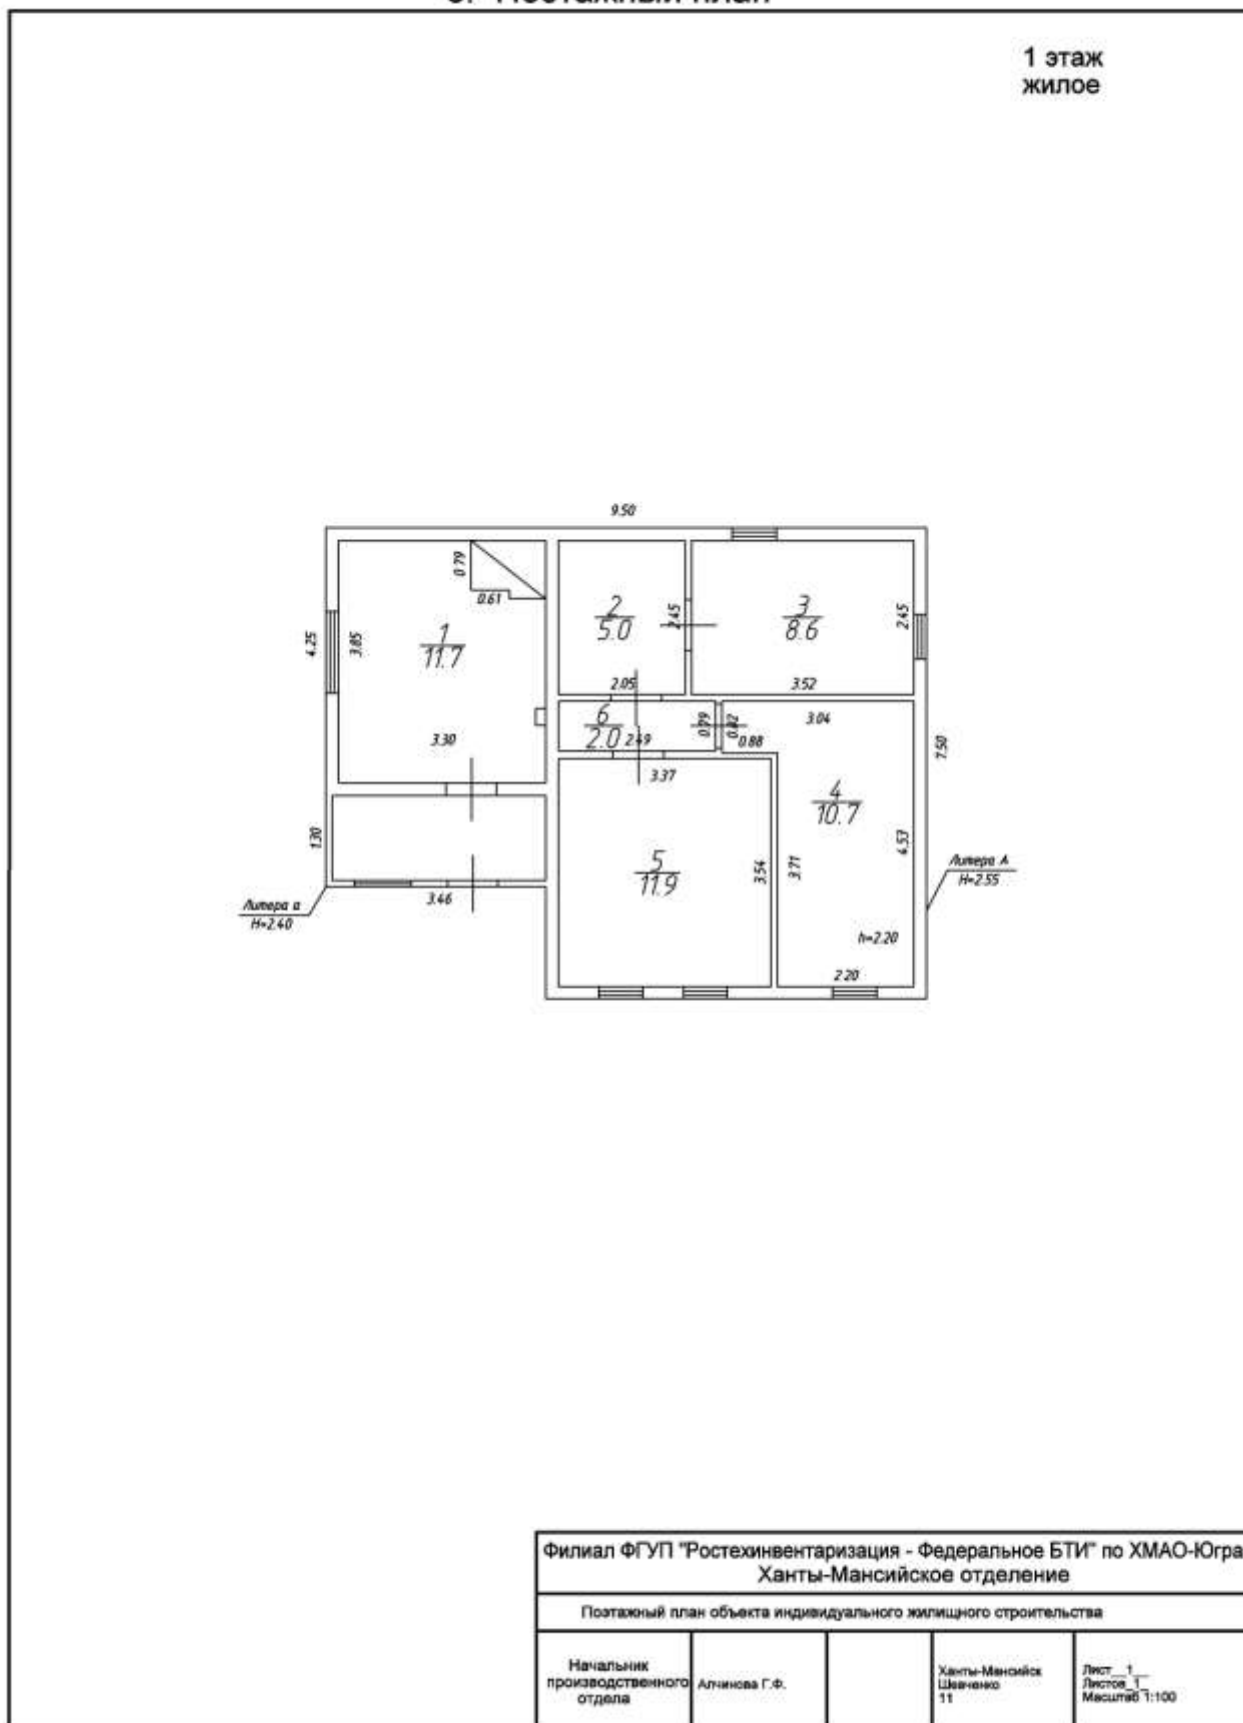 1 этаж
жилое
9.50
0.79
0.61
4.25
3.85
1
11.7
3.30
2
5.0
2.45
2.05
3
8.6
2.45
3.52
6
2.0
2.49
0.79
0.82
0.88
3.04
7.50
3.37
4
10.7
4.53
3.71
5
11.9
3.54
1.30
3.46
Литера а
H=2.40
Литера А
H=2.55
h=2.20
2.20
Филиал ФГУП "Ростехинвентаризация - Федеральное БТИ" по ХМАО-Югра
Ханты-Мансийское отделение
Поэтажный план объекта индивидуального жилищного строительства
Начальник
производственного
отдела
Алчинова Г.Ф.
Ханты-Мансийск
Шевченко
11
Лист__1__
Листов_1_
Масштаб 1:100